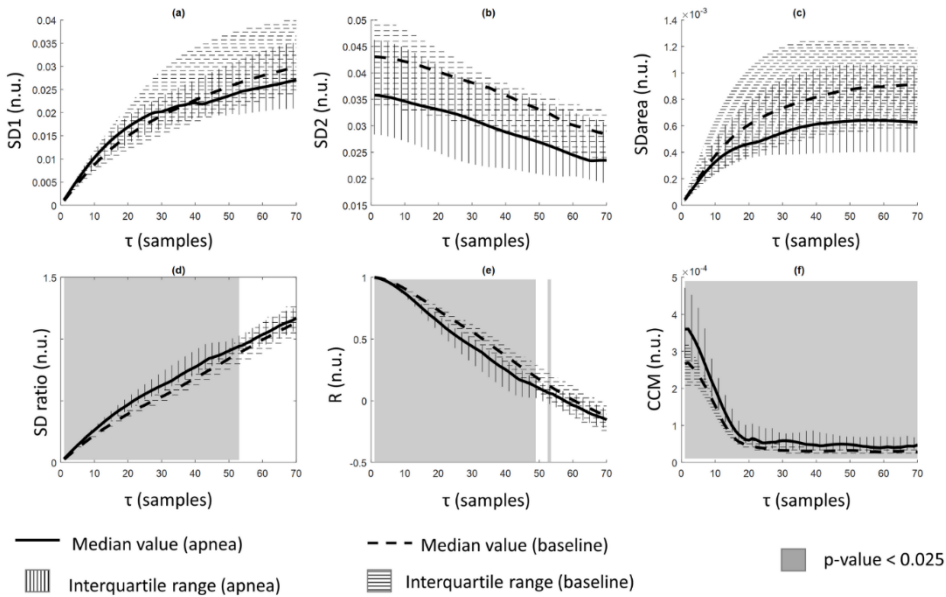 (a)
0.04
0.035
0.03
0.025
0.02
0.015
0.01
0.005
0
SD1 (n.u.)
0 10 20 30 40 50 60 70
τ (samples)
(b)
0.05
0.045
0.04
0.035
0.03
0.025
0.02
0.015
SD2 (n.u.)
0 10 20 30 40 50 60 70
τ (samples)
(c)
×10⁻³
1.4
1.2
1
0.8
0.6
0.4
0.2
0
SDarea (n.u.)
0 10 20 30 40 50 60 70
τ (samples)
(d)
1.5
1
0
SD ratio (n.u.)
0 10 20 30 40 50 60 70
τ (samples)
(e)
1
0.5
0
-0.5
R (n.u.)
0 10 20 30 40 50 60 70
τ (samples)
(f)
×10⁻⁴
5
4
3
2
1
0
CCM (n.u.)
0 10 20 30 40 50 60 70
τ (samples)
Median value (apnea)
Median value (baseline)
p-value < 0.025
Interquartile range (apnea)
Interquartile range (baseline)